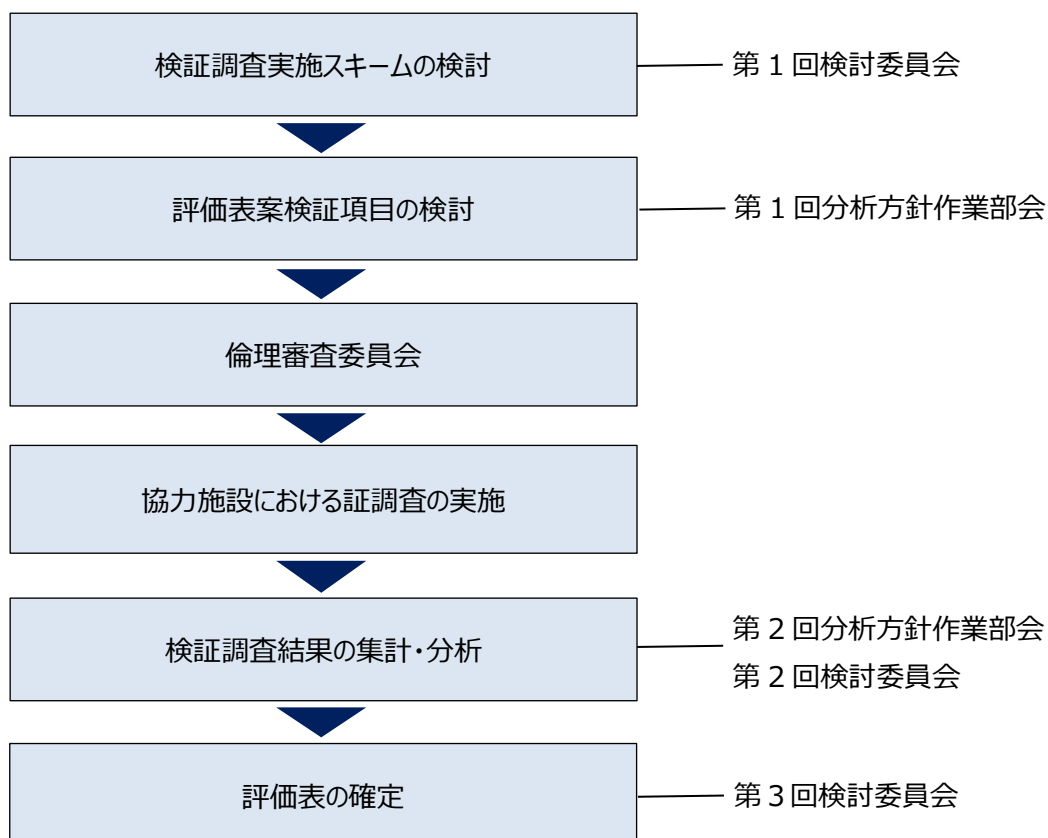 検証調査実施スキームの検討
第1回検討委員会
評価表案検証項目の検討
第1回分析方針作業部会
倫理審査委員会
協力施設における証調査の実施
検証調査結果の集計・分析
第2回分析方針作業部会
第2回検討委員会
評価表の確定
第3回検討委員会